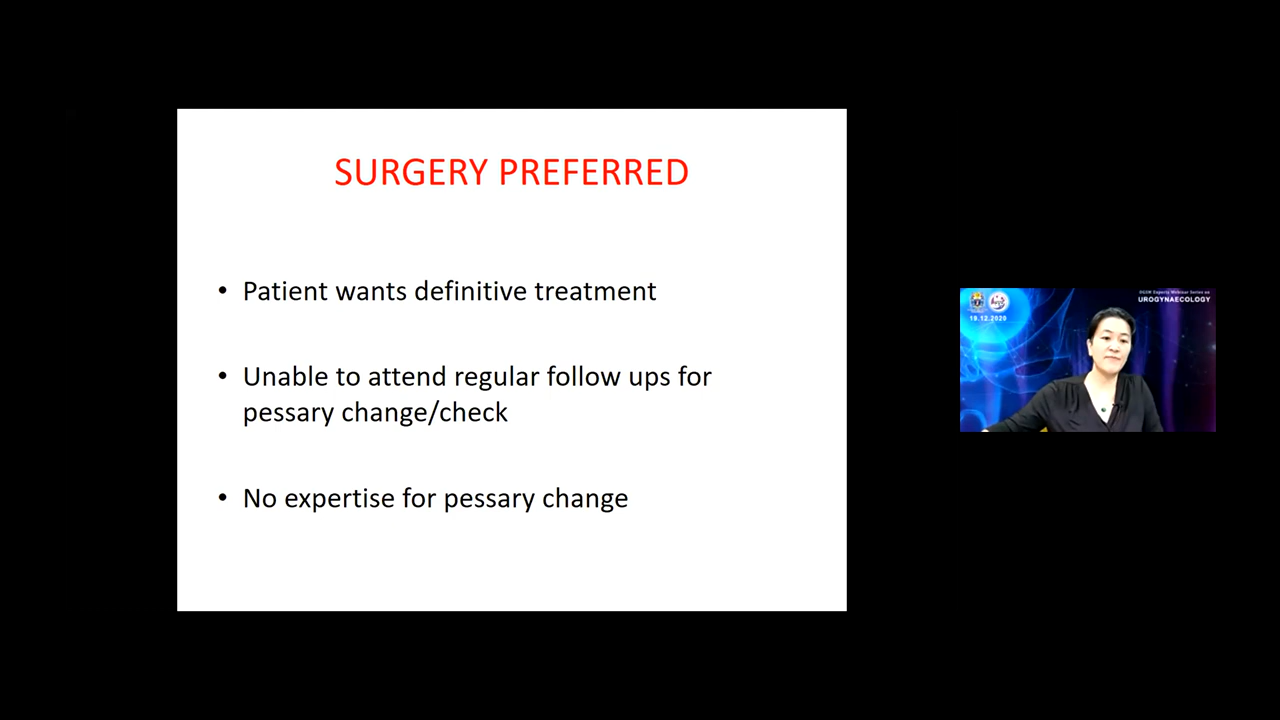 SURGERY PREFERRED
• Patient wants definitive treatment
• Unable to attend regular follow ups for
pessary change/check
• No expertise for pessary change
UROGYNAECOLOGY
19.12.2020